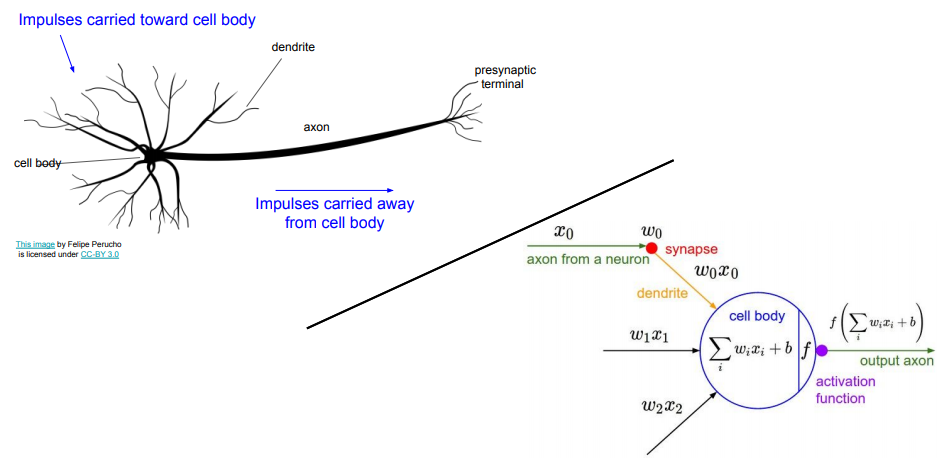 Impulses carried toward cell body
dendrite
presynaptic
terminal
axon
cell body
Impulses carried away
from cell body
This image by Felipe Perucho
is licensed under CC-BY 3.0
x₀
w₀
synapse
axon from a neuron
w₀x₀
dendrite
cell body
f(∑ᵢ wᵢxᵢ + b)
w₁x₁
∑ᵢ wᵢxᵢ + b
f
output axon
activation
function
w₂x₂